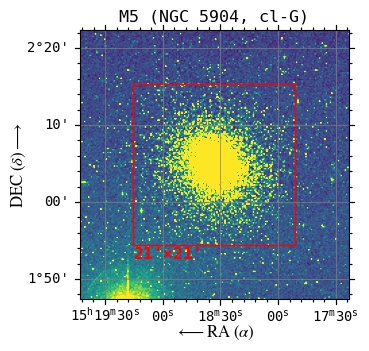 M5 (NGC 5904, cl-G)
2°20'
10'
00'
1°50'
DEC (δ) ⟶
21'×21'
15ʰ19ᵐ30ˢ 00ˢ 18ᵐ30ˢ 00ˢ 17ᵐ30ˢ
⟵ RA (α)